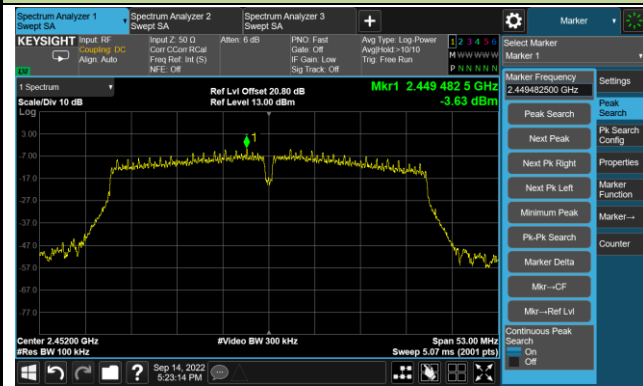 Spectrum Analyzer 1
Swept SA
Spectrum Analyzer 2
Swept SA
Spectrum Analyzer 3
Swept SA
+
Marker
KEYSIGHT
Input: RF
Coupling: DC
Align: Auto
Input Z: 50 Ω
Corr CCorr RCal
Freq Ref: Int (S)
NFE: Off
Atten: 6 dB
PNO: Fast
Gate: Off
IF Gain: Low
Sig Track: Off
Avg Type: Log-Power
Avg|Hold:>10/10
Trig: Free Run
1 2 3 4 5 6
M W W W W W
P N N N N N
LVI
Select Marker
Marker 1
1 Spectrum
Scale/Div 10 dB
Log
Ref Lvl Offset 20.80 dB
Ref Level 13.00 dBm
Mkr1 2.449 482 5 GHz
-3.63 dBm
1
3.00
-7.00
-17.0
-27.0
-37.0
-47.0
-57.0
-67.0
-77.0
Center 2.45200 GHz
#Res BW 100 kHz
#Video BW 300 kHz
Span 53.00 MHz
Sweep 5.07 ms (2001 pts)
Marker Frequency
2.449482500 GHz
Peak Search
Next Peak
Next Pk Right
Next Pk Left
Minimum Peak
Pk-Pk Search
Marker Delta
Mkr→CF
Mkr→Ref Lvl
Continuous Peak
Search
On
Off
Settings
Peak
Search
Pk Search
Config
Properties
Marker
Function
Marker→
Counter
?
Sep 14, 2022
5:23:14 PM